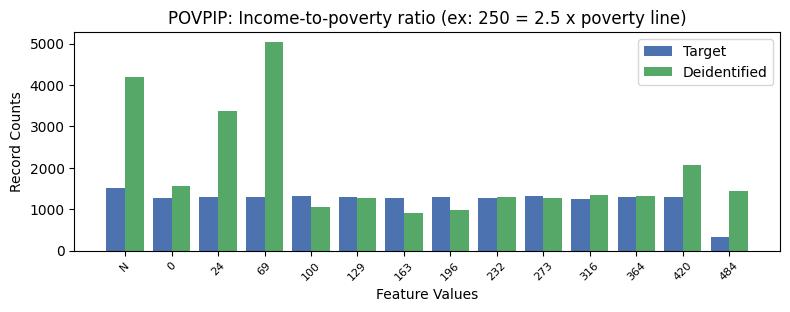 POVPIP: Income-to-poverty ratio (ex: 250 = 2.5 x poverty line)
Target
Deidentified
Record Counts
5000
4000
3000
2000
1000
0
N 0 24 69 100 129 163 196 232 273 316 364 420 484
Feature Values